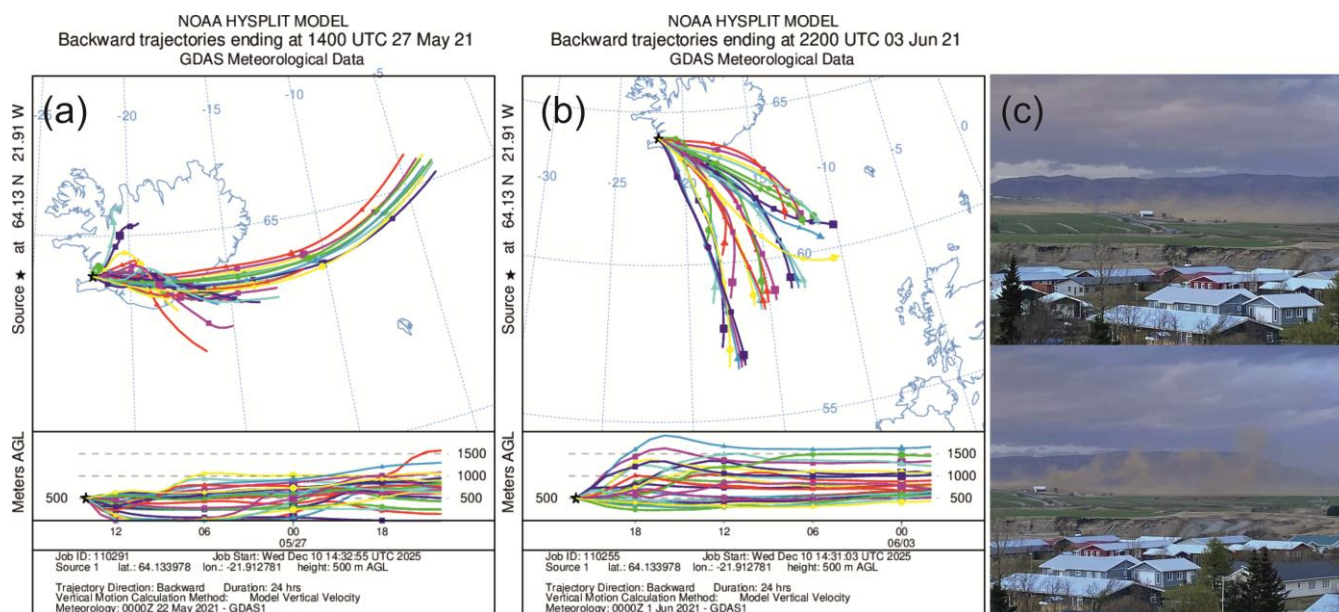 NOAA HYSPLIT MODEL
Backward trajectories ending at 1400 UTC 27 May 21
GDAS Meteorological Data
(a)
-25
-20
-15
-10
-5
65
Source ★ at 64.13 N 21.91 W
Meters AGL
500
1500
1000
500
12
06
00
18
05/27
Job ID: 110291 Job Start: Wed Dec 10 14:32:55 UTC 2025
Source 1 lat.: 64.133978 lon.: -21.912781 height: 500 m AGL
Trajectory Direction: Backward Duration: 24 hrs
Vertical Motion Calculation Method: Model Vertical Velocity
Meteorology: 0000Z 22 May 2021 - GDAS1
NOAA HYSPLIT MODEL
Backward trajectories ending at 2200 UTC 03 Jun 21
GDAS Meteorological Data
(b)
65
0
-5
-10
-30
-25
-20
60
55
Source ★ at 64.13 N 21.91 W
Meters AGL
500
1500
1000
500
18
12
06
00
06/03
Job ID: 110255 Job Start: Wed Dec 10 14:31:03 UTC 2025
Source 1 lat.: 64.133978 lon.: -21.912781 height: 500 m AGL
Trajectory Direction: Backward Duration: 24 hrs
Vertical Motion Calculation Method: Model Vertical Velocity
Meteorology: 0000Z 1 Jun 2021 - GDAS1
(c)